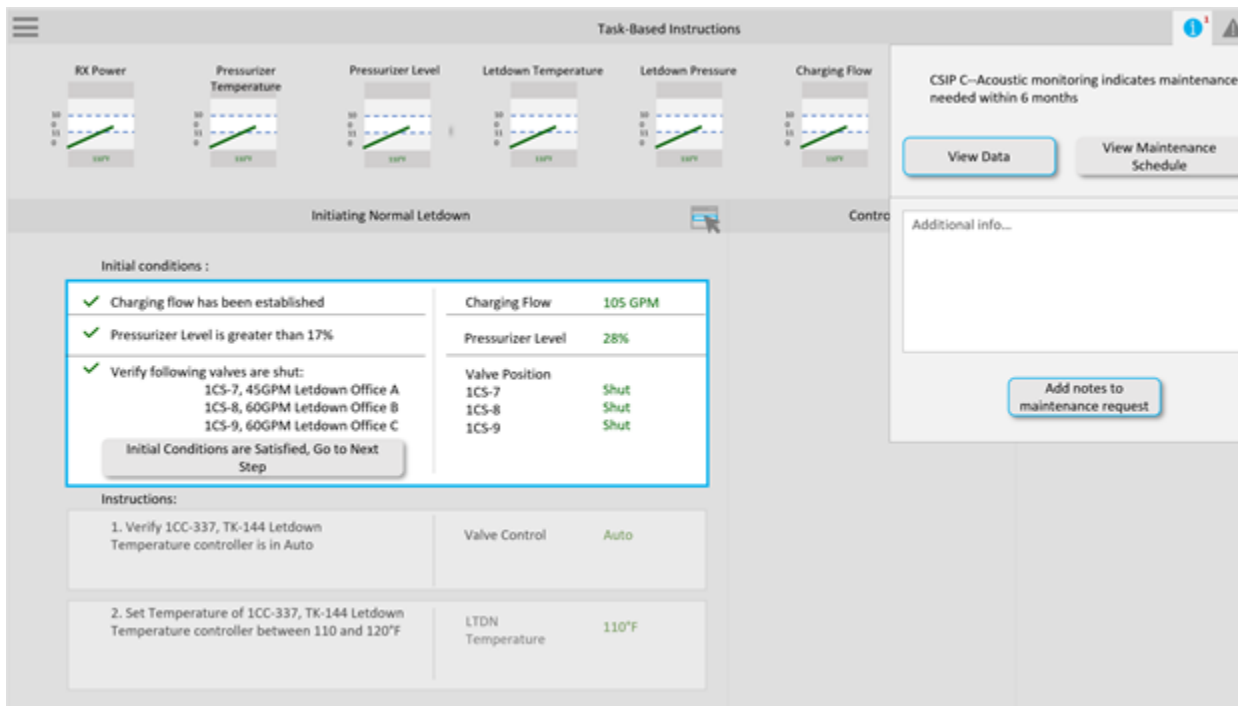 Task-Based Instructions
1
RX Power
Pressurizer
Temperature
Pressurizer Level
Letdown Temperature
Letdown Pressure
Charging Flow
CSIP C--Acoustic monitoring indicates maintenance
needed within 6 months
View Data
View Maintenance
Schedule
Initiating Normal Letdown
Contro
Additional info...
Initial conditions :
Charging flow has been established
Charging Flow 105 GPM
Pressurizer Level is greater than 17%
Pressurizer Level 28%
Verify following valves are shut:
1CS-7, 45GPM Letdown Office A
1CS-8, 60GPM Letdown Office B
1CS-9, 60GPM Letdown Office C
Valve Position
1CS-7 Shut
1CS-8 Shut
1CS-9 Shut
Initial Conditions are Satisfied, Go to Next
Step
Add notes to
maintenance request
Instructions:
1. Verify 1CC-337, TK-144 Letdown
Temperature controller is in Auto
Valve Control Auto
2. Set Temperature of 1CC-337, TK-144 Letdown
Temperature controller between 110 and 120°F
LTDN
Temperature
110°F